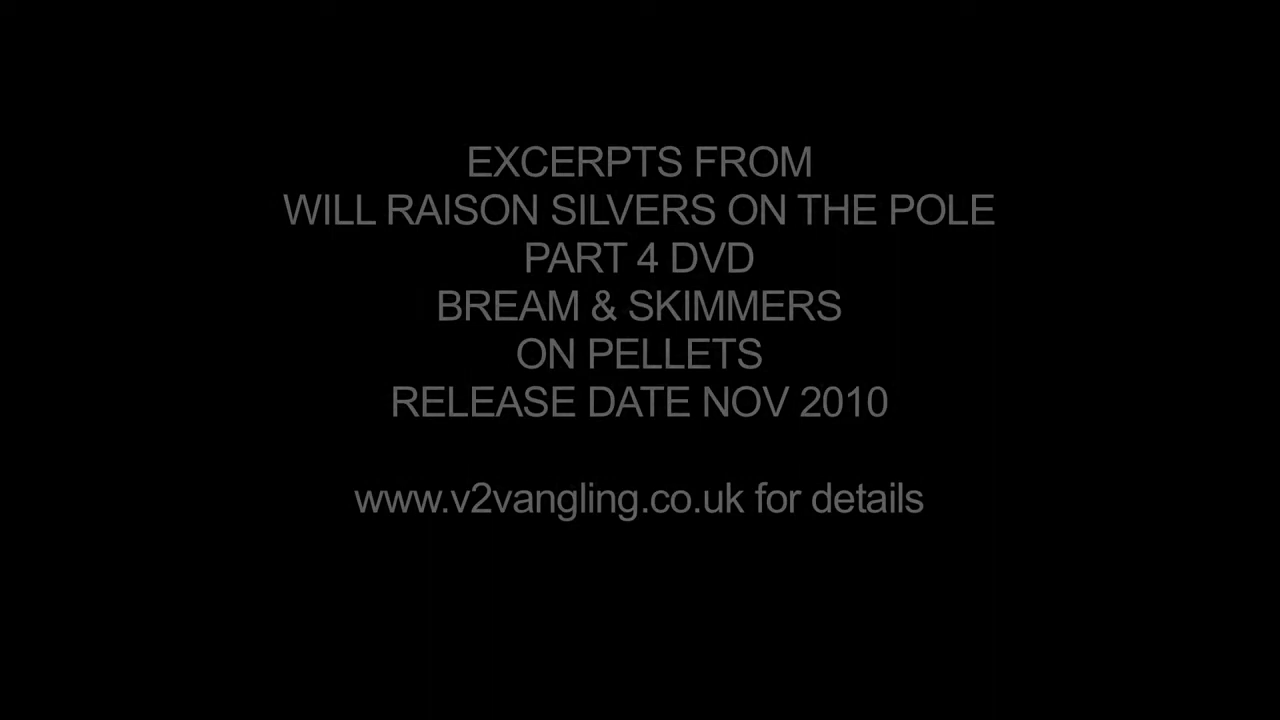 EXCERPTS FROM
WILL RAISON SILVERS ON THE POLE
PART 4 DVD
BREAM & SKIMMERS
ON PELLETS
RELEASE DATE NOV 2010
www.v2vangling.co.uk for details